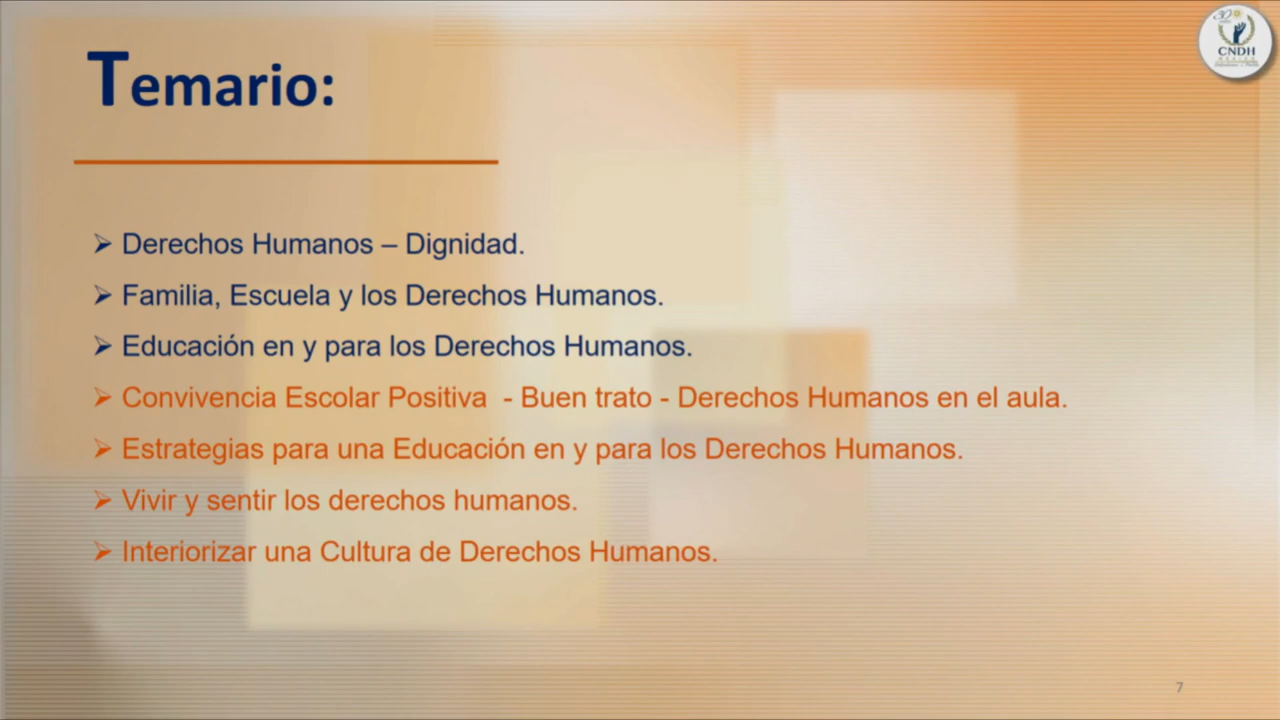 Temario:
➢ Derechos Humanos – Dignidad.
➢ Familia, Escuela y los Derechos Humanos.
➢ Educación en y para los Derechos Humanos.
➢ Convivencia Escolar Positiva - Buen trato - Derechos Humanos en el aula.
➢ Estrategias para una Educación en y para los Derechos Humanos.
➢ Vivir y sentir los derechos humanos.
➢ Interiorizar una Cultura de Derechos Humanos.
CNDH
7